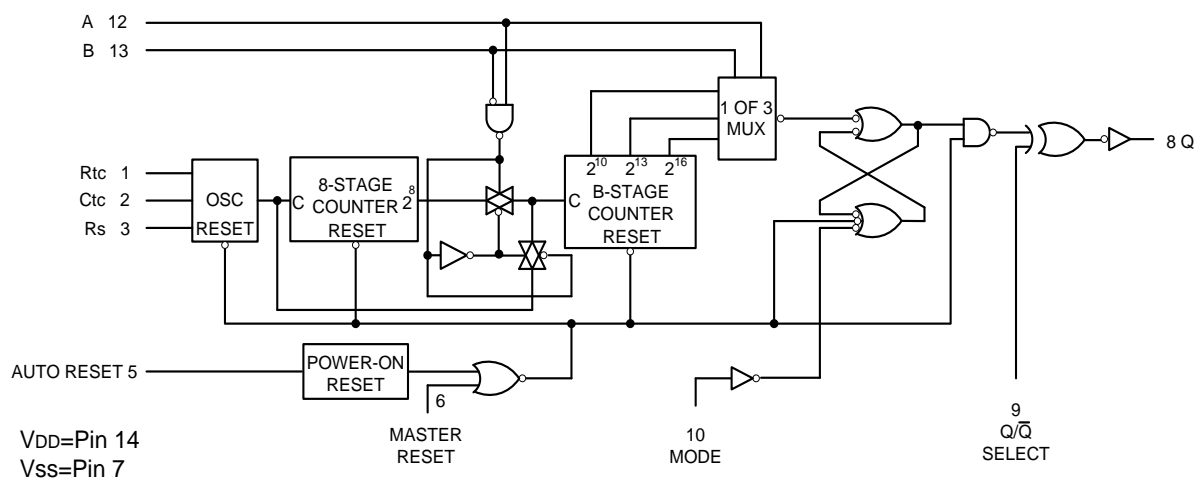 A 12
B 13
1 OF 3
MUX
2^10 2^13 2^16
Rtc 1
Ctc 2
Rs 3
OSC
RESET
8-STAGE
C COUNTER 2^8
RESET
C B-STAGE
COUNTER
RESET
8 Q
AUTO RESET 5
POWER-ON
RESET
6
MASTER
RESET
10
MODE
9
Q/Q̅
SELECT
VDD=Pin 14
Vss=Pin 7